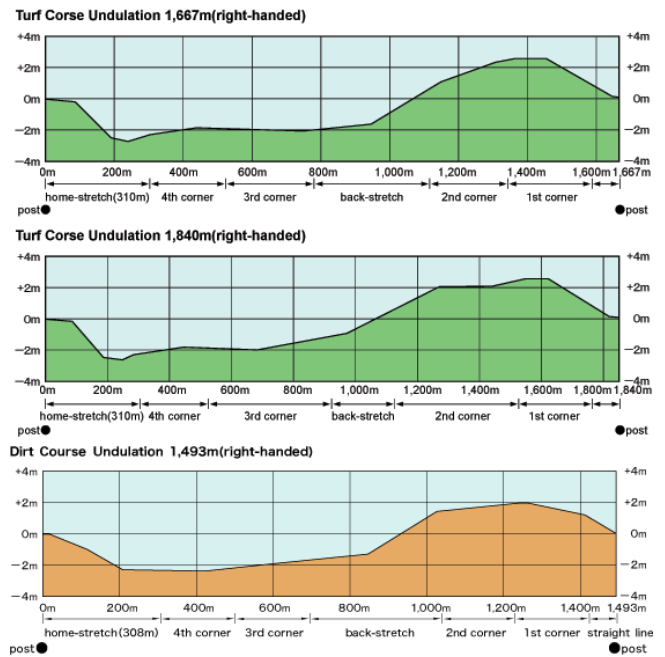 Turf Corse Undulation 1,667m(right-handed)
+4m +4m
+2m +2m
0m 0m
−2m −2m
−4m −4m
0m 200m 400m 600m 800m 1,000m 1,200m 1,400m 1,600m 1,667m
home-stretch(310m) 4th corner 3rd corner back-stretch 2nd corner 1st corner
post post
Turf Corse Undulation 1,840m(right-handed)
+4m +4m
+2m +2m
0m 0m
−2m −2m
−4m −4m
0m 200m 400m 600m 800m 1,000m 1,200m 1,400m 1,600m 1,800m 1,840m
home-stretch(310m) 4th corner 3rd corner back-stretch 2nd corner 1st corner
post post
Dirt Course Undulation 1,493m(right-handed)
+4m +4m
+2m +2m
0m 0m
−2m −2m
−4m −4m
0m 200m 400m 600m 800m 1,000m 1,200m 1,400m 1,493m
home-stretch(308m) 4th corner 3rd corner back-stretch 2nd corner 1st corner straight line
post post